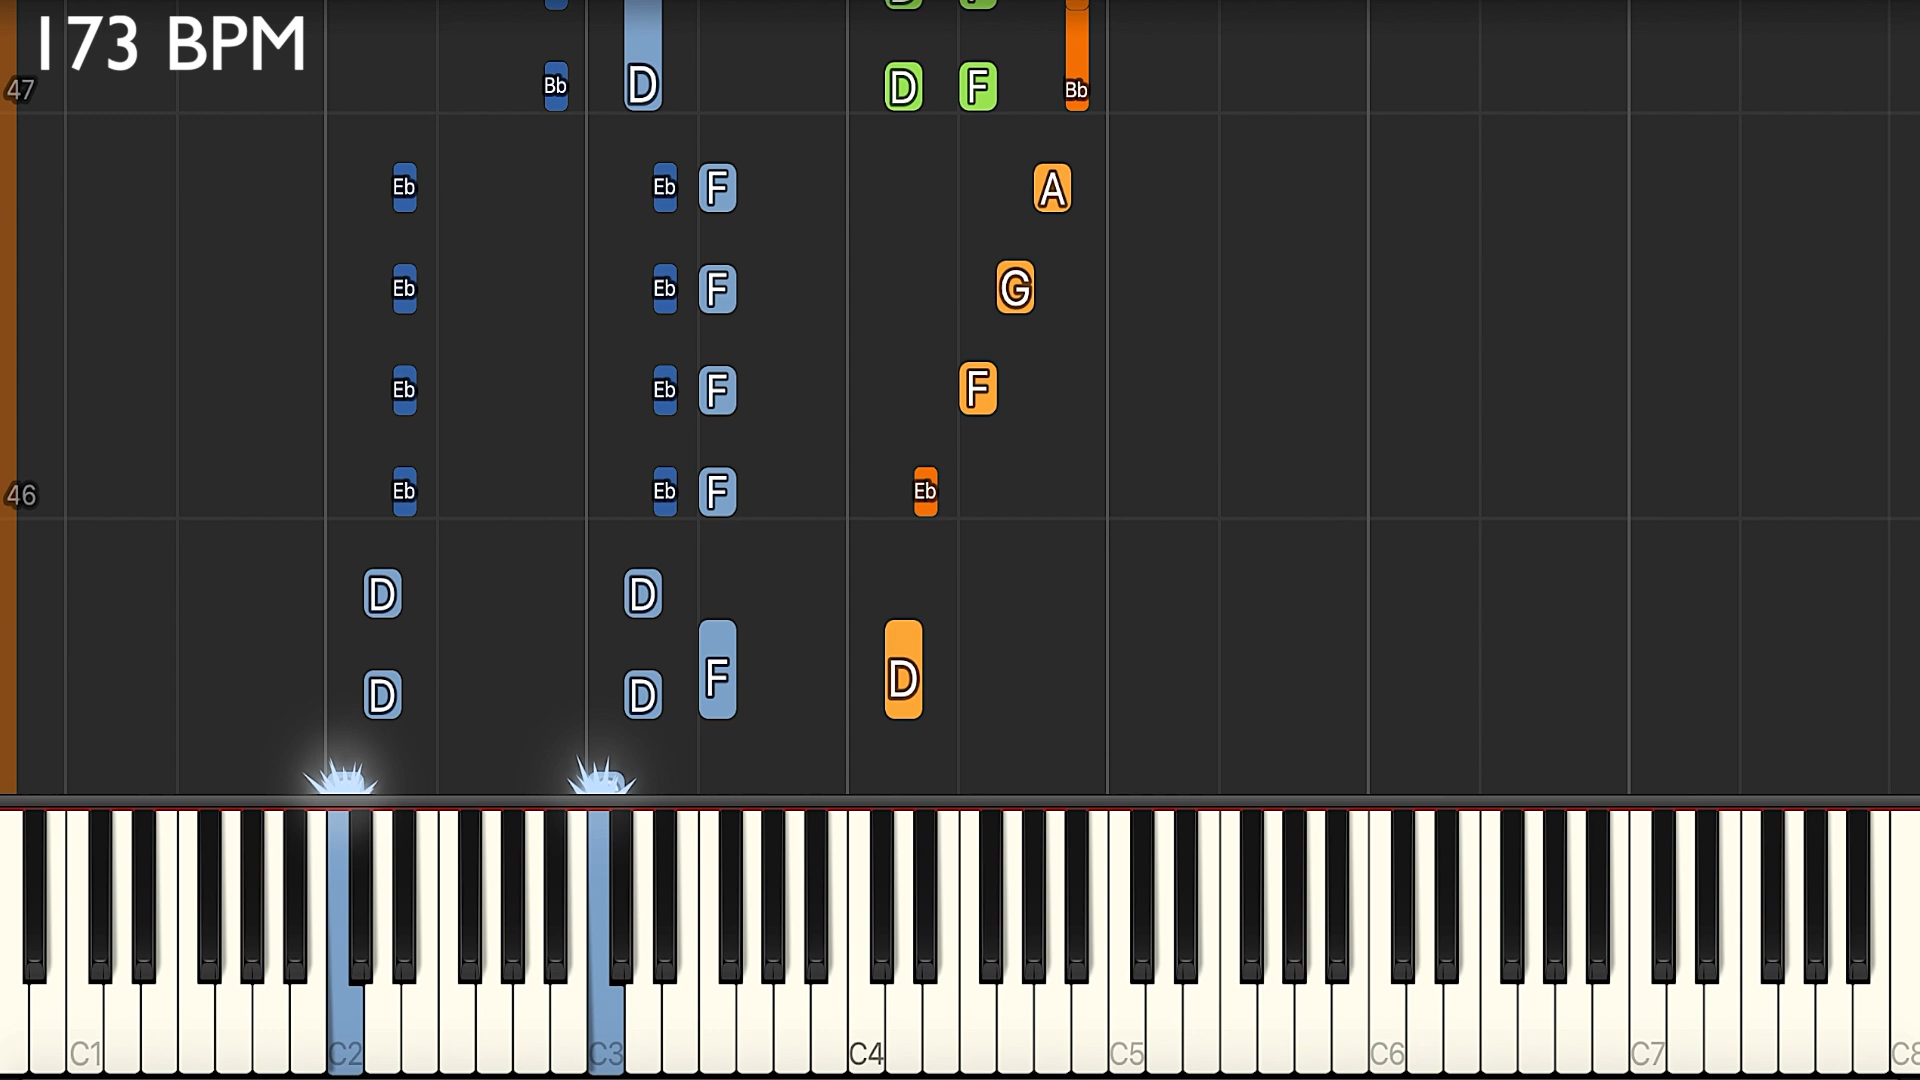 173 BPM
47 Bb D D F Bb
Eb Eb F A
Eb Eb F G
Eb Eb F F
46 Eb Eb F Eb
D D
F D
D D
C1 C2 C3 C4 C5 C6 C7 C8